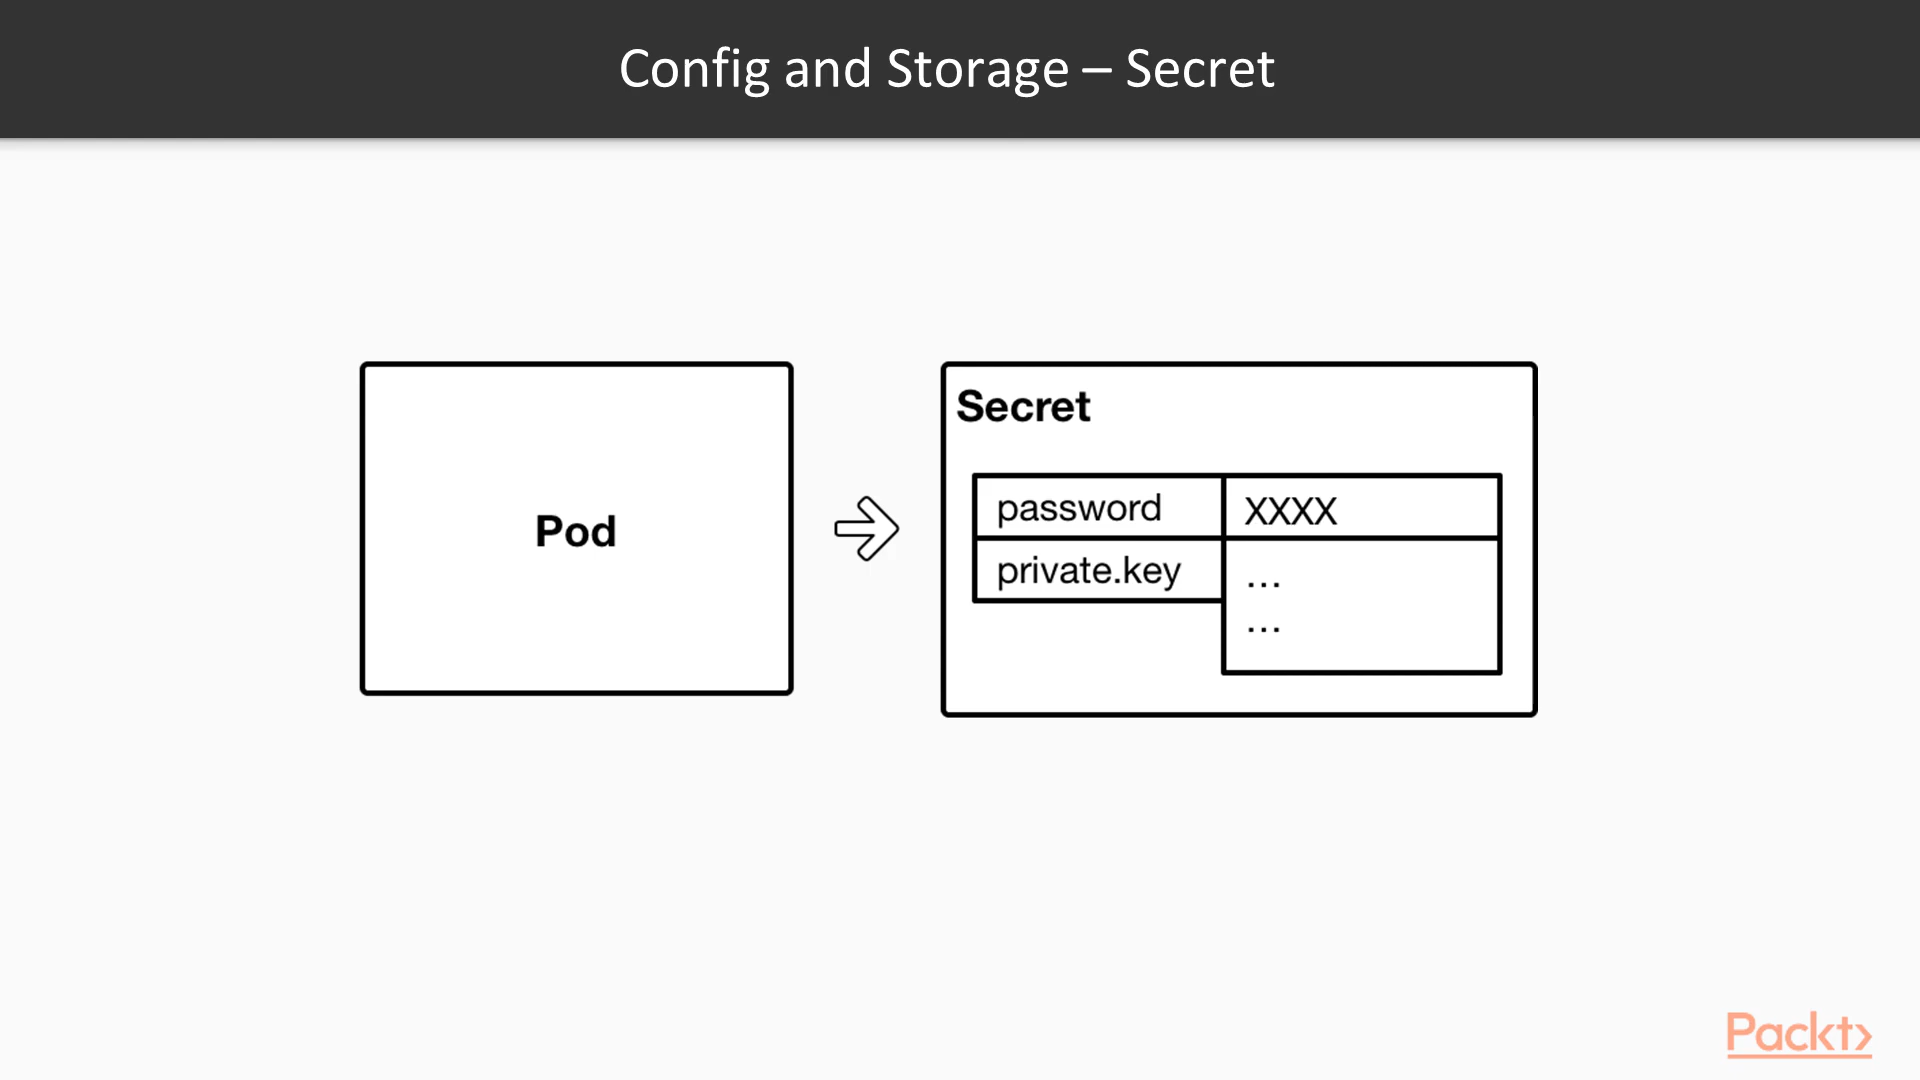 Config and Storage – Secret
Pod
Secret
password XXXX
private.key ...
...
Packt>